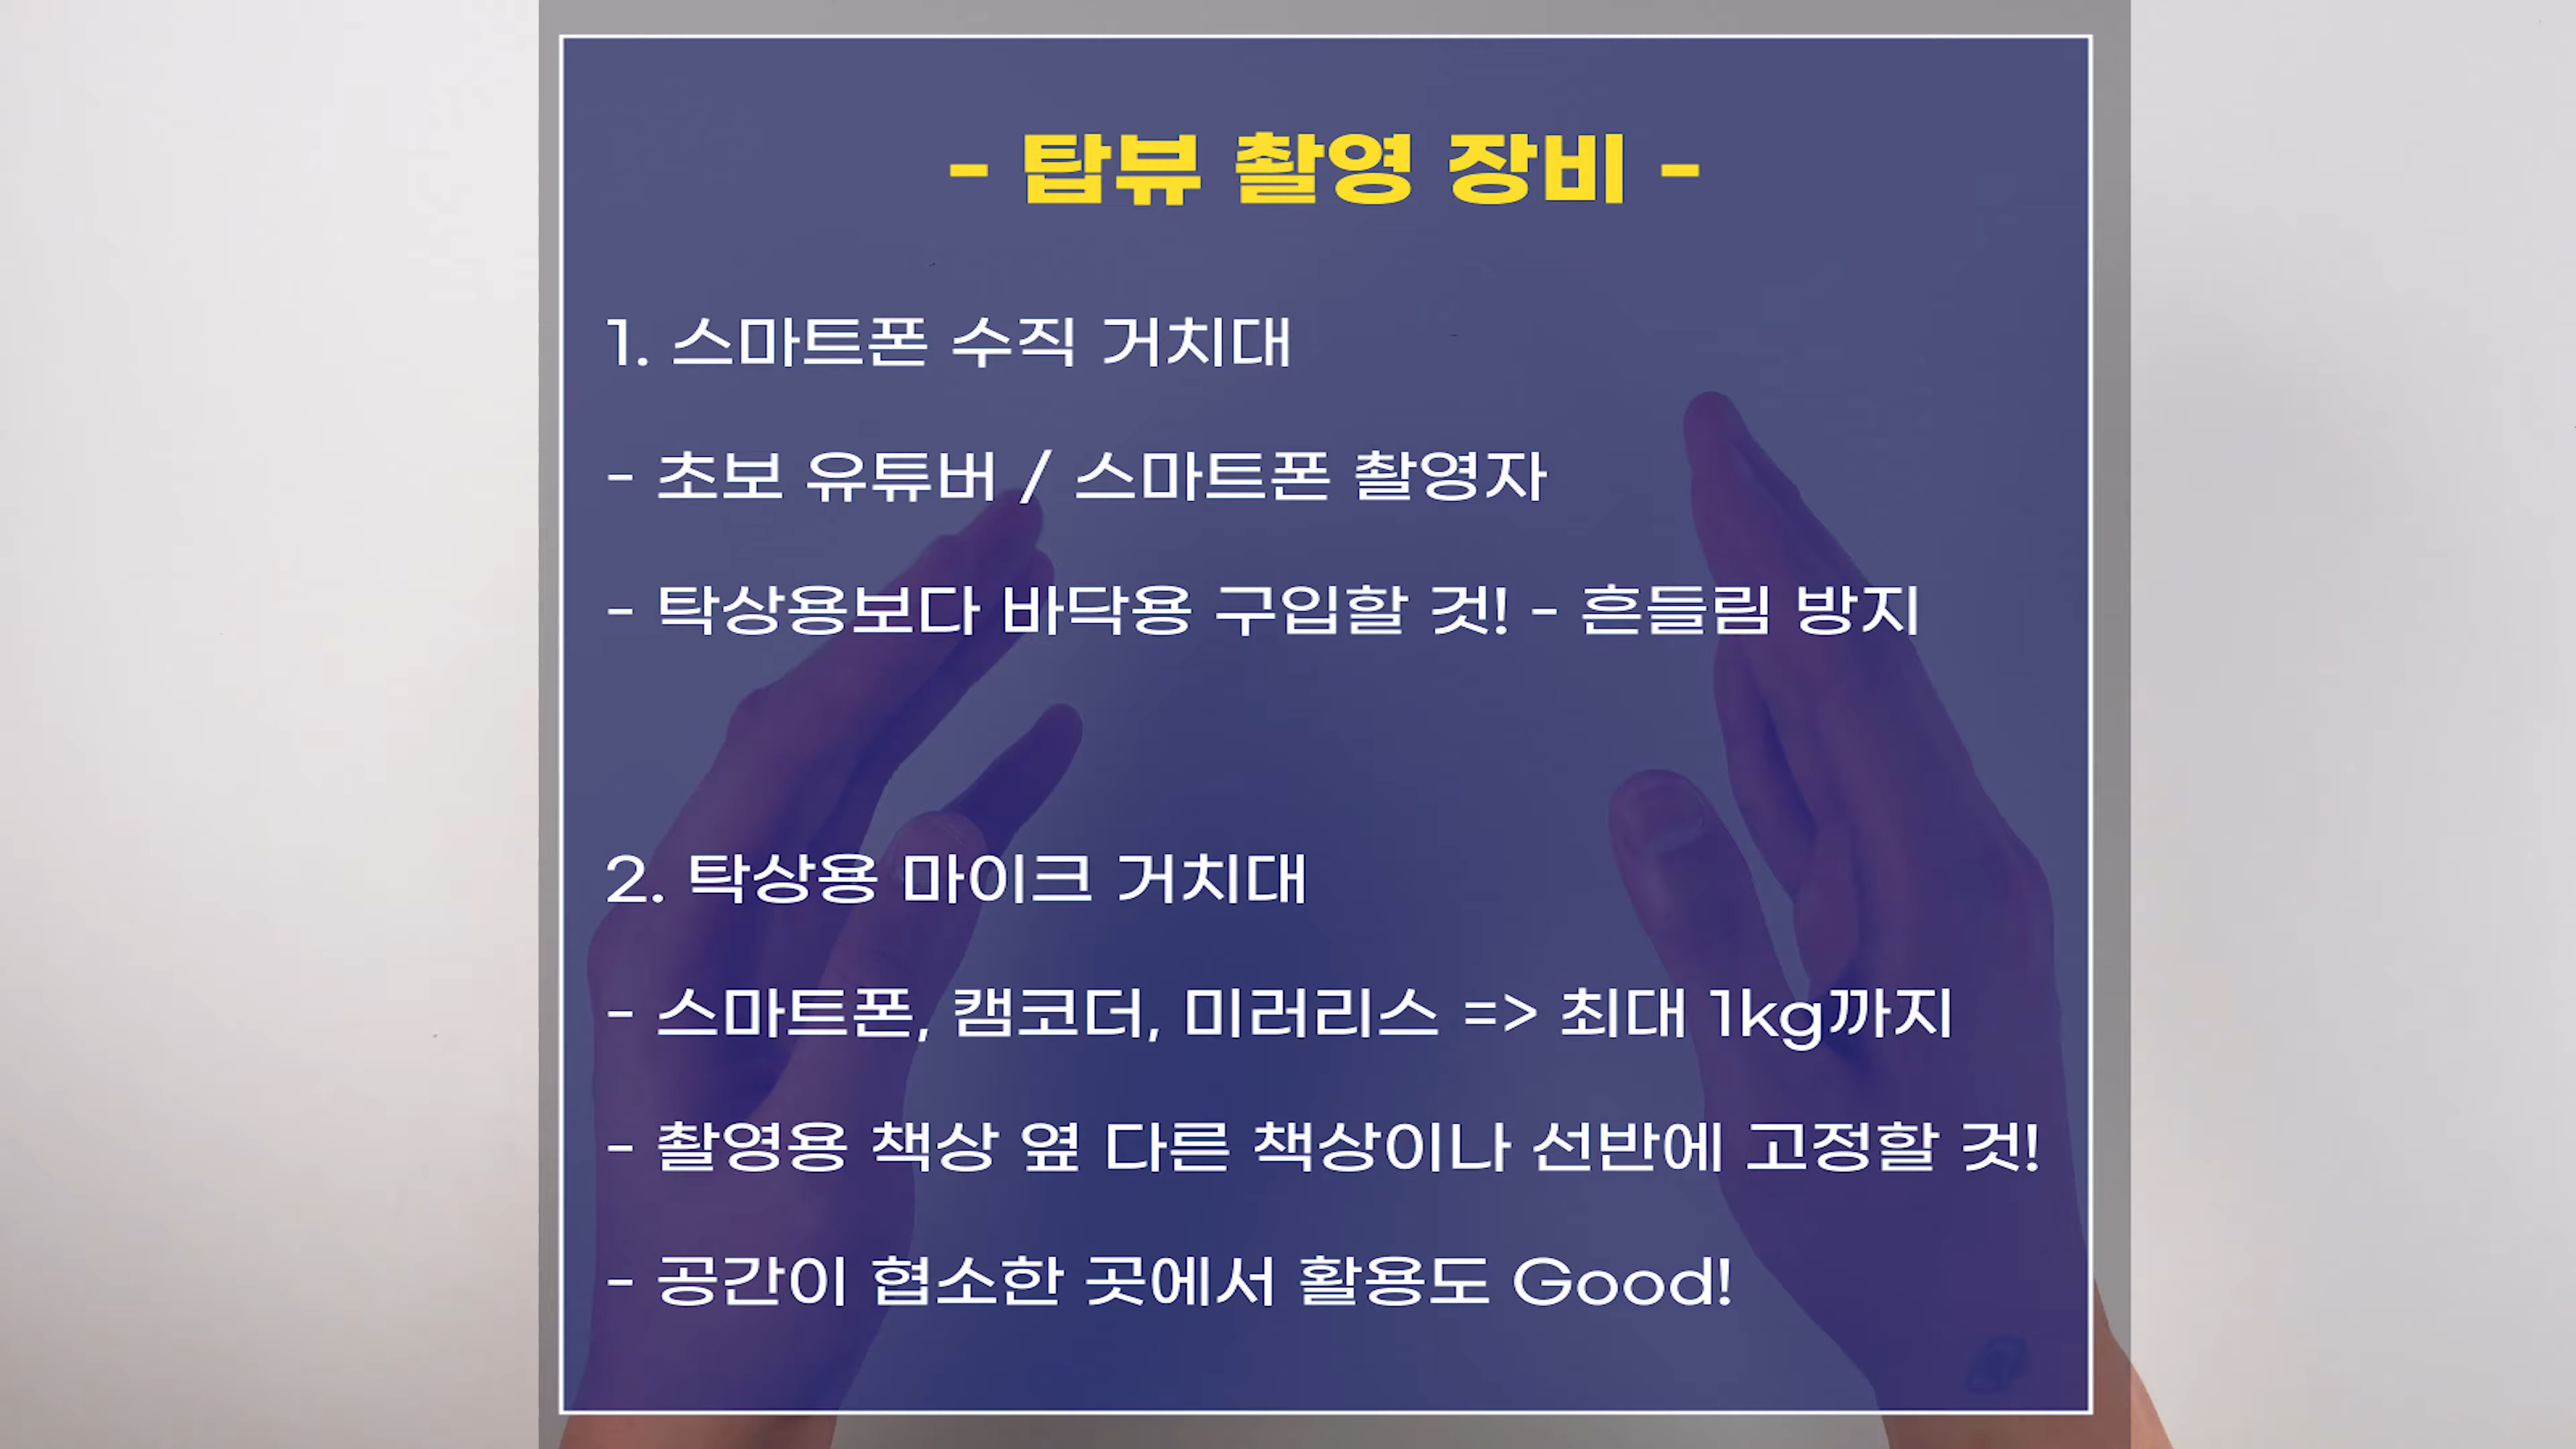 - 탑뷰 촬영 장비 -
1. 스마트폰 수직 거치대
- 초보 유튜버 / 스마트폰 촬영자
- 탁상용보다 바닥용 구입할 것! - 흔들림 방지
2. 탁상용 마이크 거치대
- 스마트폰, 캠코더, 미러리스 => 최대 1kg까지
- 촬영용 책상 옆 다른 책상이나 선반에 고정할 것!
- 공간이 협소한 곳에서 활용도 Good!